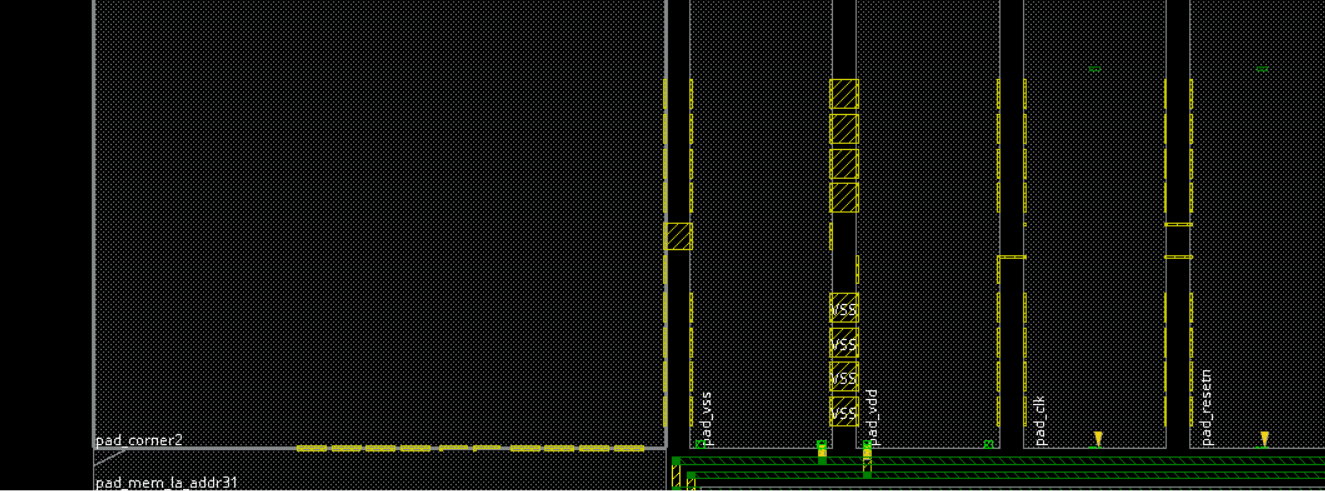 VSS
VSS
VSS
VSS
pad_vss
pad_vdd
pad_clk
pad_resetn
pad_corner2
pad_mem_la_addr31